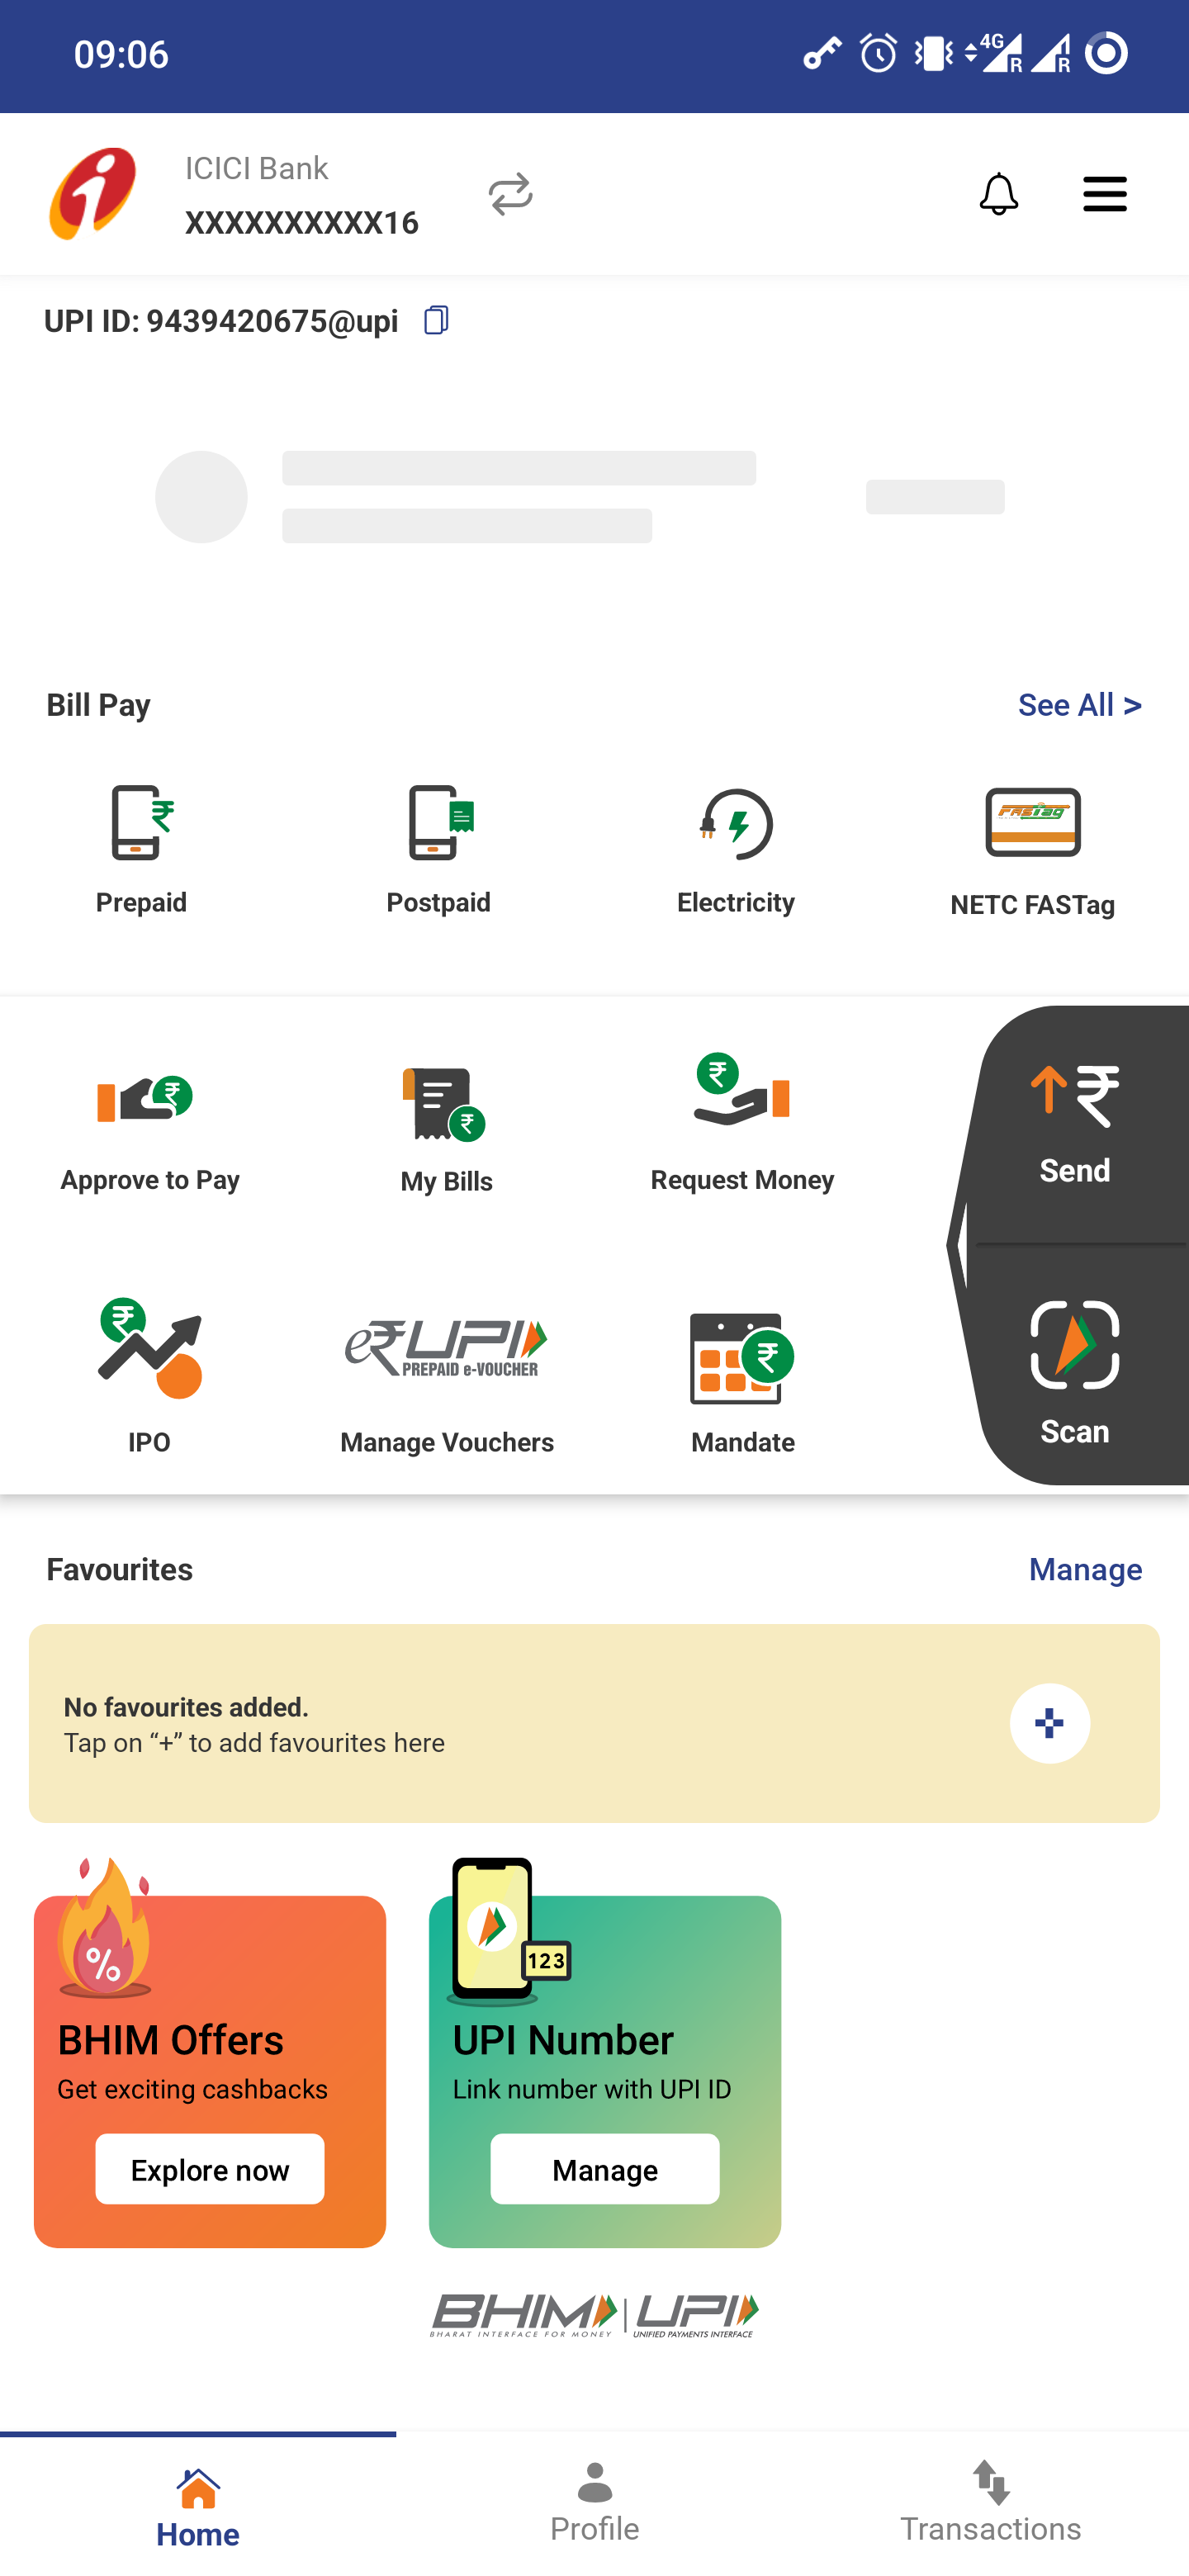 09:06
4G
R
R
ICICI Bank
XXXXXXXXXX16
UPI ID: 9439420675@upi
Bill Pay
See All >
Prepaid
Postpaid
Electricity
FASTag
NETC FASTag
Approve to Pay
My Bills
Request Money
Send
IPO
e₹UPI
PREPAID e-VOUCHER
Manage Vouchers
Mandate
Scan
Favourites
Manage
No favourites added.
Tap on “+” to add favourites here
%
BHIM Offers
Get exciting cashbacks
Explore now
123
UPI Number
Link number with UPI ID
Manage
BHIM UPI
BHARAT INTERFACE FOR MONEY UNIFIED PAYMENTS INTERFACE
Home
Profile
Transactions